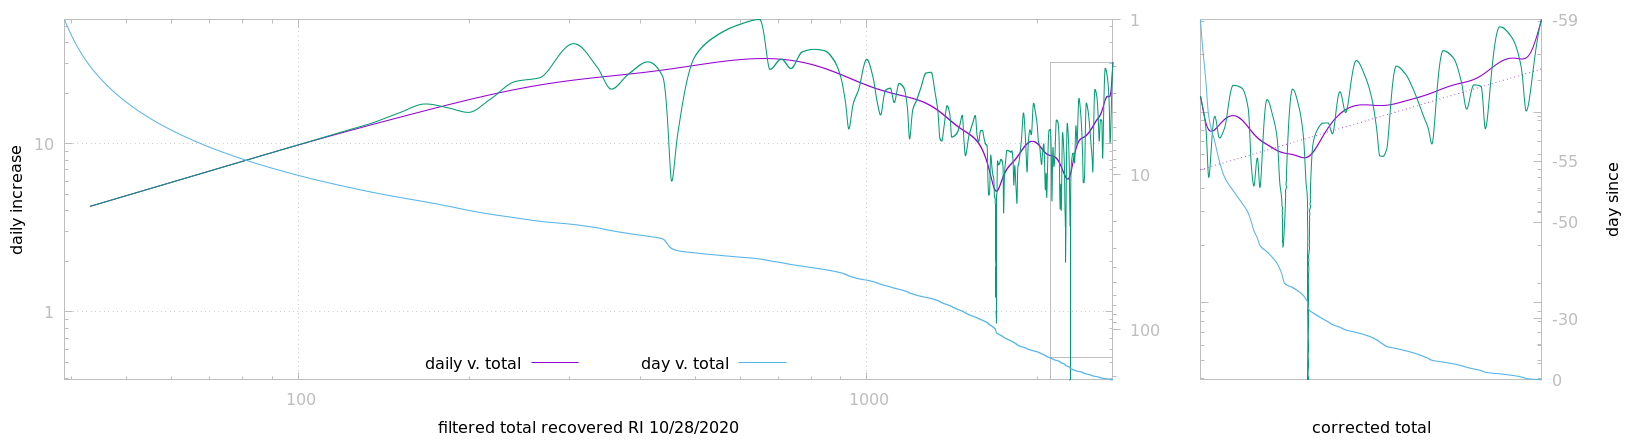 1
-59
10
10
-55
-50
daily increase
day since
1
100
-30
daily v. total
day v. total
0
100
1000
filtered total recovered RI 10/28/2020
corrected total